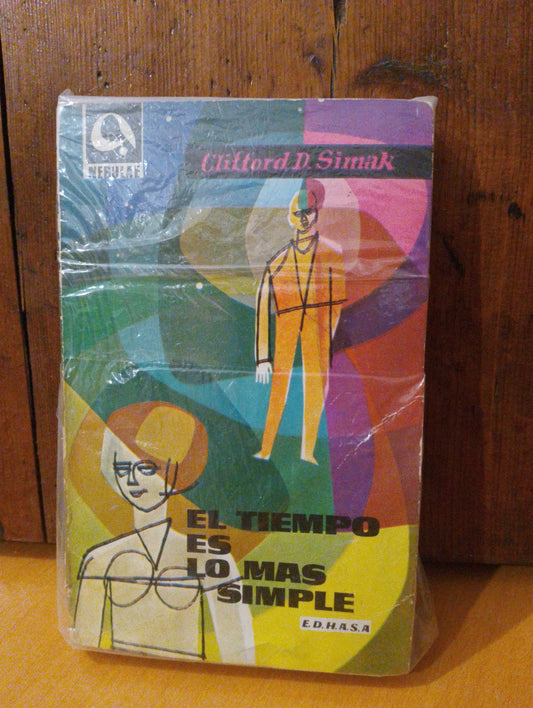 NEBULAE
Clifford D. Simak
EL TIEMPO
ES
LO MAS
SIMPLE
E.D.H.A.S.A